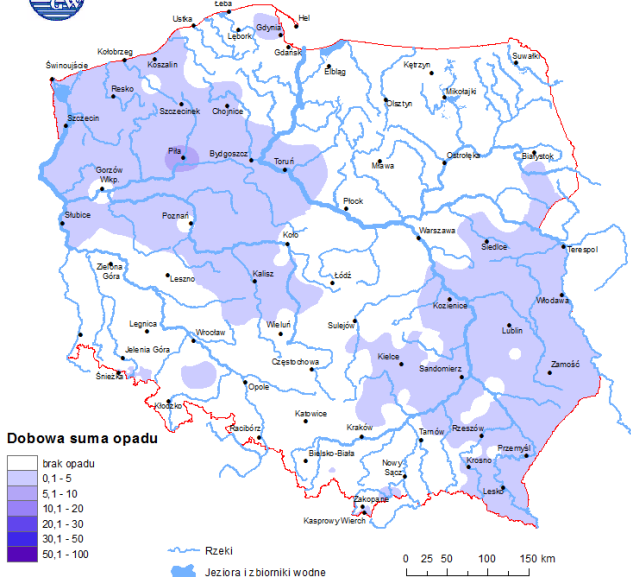 GW
Łeba
Ustka
Hel
Gdynia
Lębork
Gdańsk
Kołobrzeg
Koszalin
Świnoujście
Elbląg
Kętrzyn
Suwałki
Resko
Szczecinek
Chojnice
Olsztyn
Mikołajki
Szczecin
Piła
Bydgoszcz
Toruń
Mława
Ostrołęka
Białystok
Gorzów
Wlkp.
Płock
Słubice
Poznań
Koło
Warszawa
Siedlce
Terespol
Zielona
Góra
Leszno
Kalisz
Łódź
Kozienice
Włodawa
Legnica
Wrocław
Wieluń
Sulejów
Lublin
Jelenia Góra
Częstochowa
Kielce
Sandomierz
Zamość
Śnieżka
Opole
Kłodzko
Katowice
Racibórz
Kraków
Tarnów
Rzeszów
Przemyśl
Bielsko-Biała
Nowy
Sącz
Krosno
Lesko
Zakopane
Kasprowy Wierch
Dobowa suma opadu
brak opadu
0,1 - 5
5,1 - 10
10,1 - 20
20,1 - 30
30,1 - 50
50,1 - 100
Rzeki
Jeziora i zbiorniki wodne
0 25 50 100 150 km